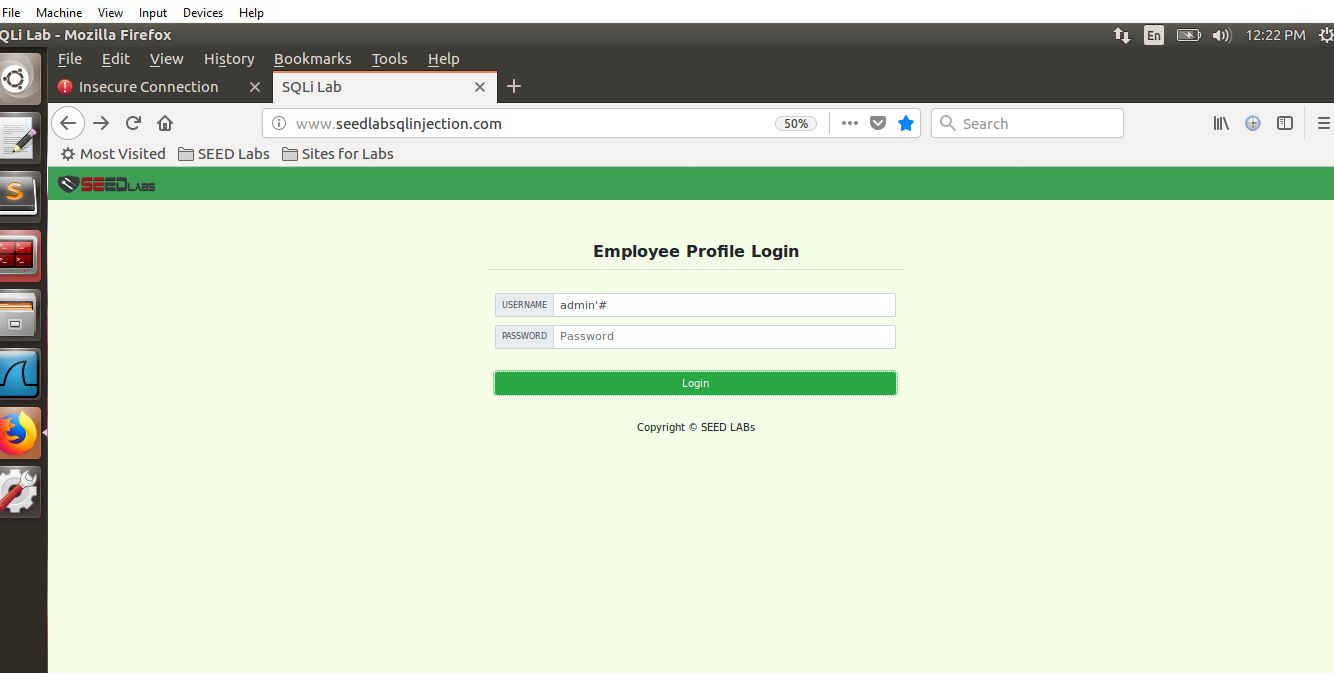 File Machine View Input Devices Help
QLi Lab - Mozilla Firefox En 12:22 PM
File Edit View History Bookmarks Tools Help
Insecure Connection SQLi Lab
www.seedlabsqlinjection.com 50% Search
Most Visited SEED Labs Sites for Labs
SEEDLABS
Employee Profile Login
USERNAME admin'#
PASSWORD Password
Login
Copyright © SEED LABs